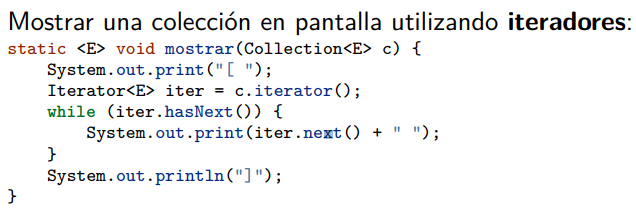 Mostrar una colección en pantalla utilizando iteradores:
static <E> void mostrar(Collection<E> c) {
    System.out.print("[ ");
    Iterator<E> iter = c.iterator();
    while (iter.hasNext()) {
        System.out.print(iter.next() + " ");
    }
    System.out.println("]");
}